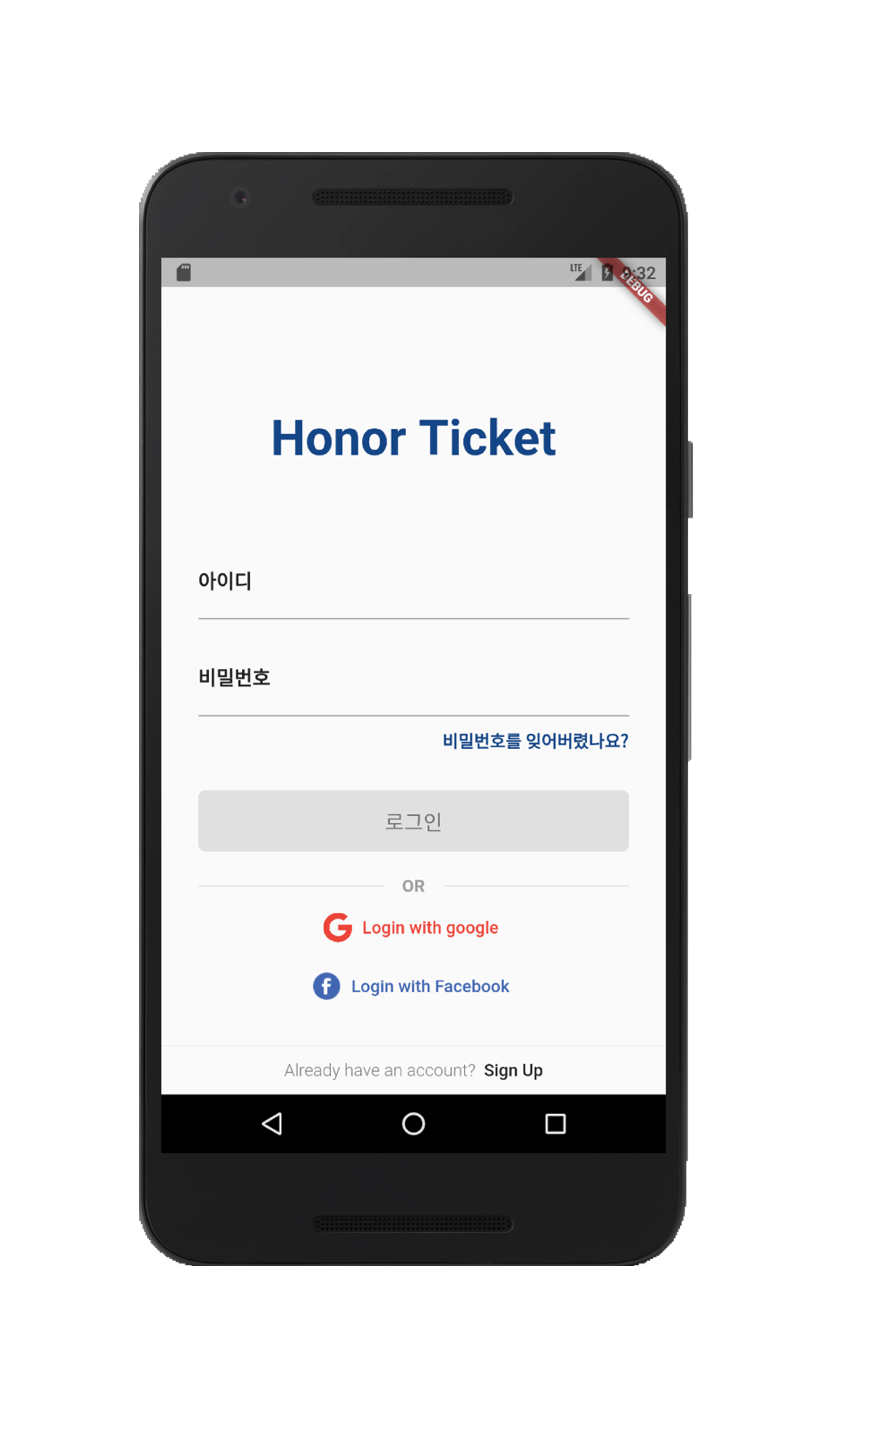 LTE 9:32
DEBUG
Honor Ticket
아이디
비밀번호
비밀번호를 잊어버렸나요?
로그인
OR
Login with google
Login with Facebook
Already have an account? Sign Up